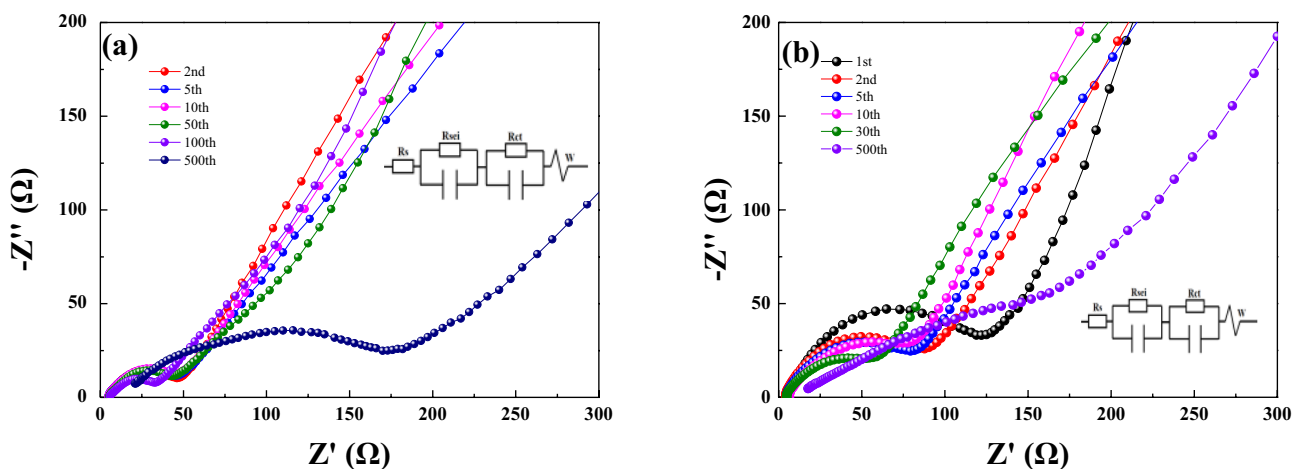 (a)
2nd
5th
10th
50th
100th
500th
Rs
Rsei
Rct
W
-Z'' (Ω)
200
150
100
50
0
0 50 100 150 200 250 300
Z' (Ω)
(b)
1st
2nd
5th
10th
30th
500th
Rs
Rsei
Rct
W
-Z'' (Ω)
200
150
100
50
0
0 50 100 150 200 250 300
Z' (Ω)